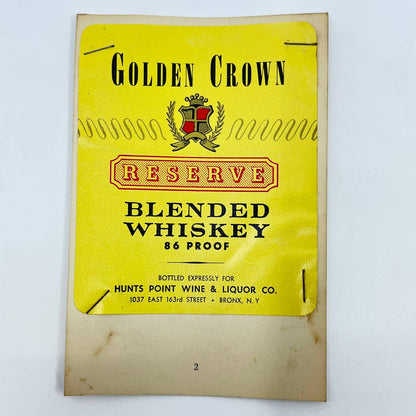 GOLDEN CROWN
RESERVE
BLENDED
WHISKEY
86 PROOF
BOTTLED EXPRESSLY FOR
HUNTS POINT WINE & LIQUOR CO.
1037 EAST 163rd STREET • BRONX, N. Y
2